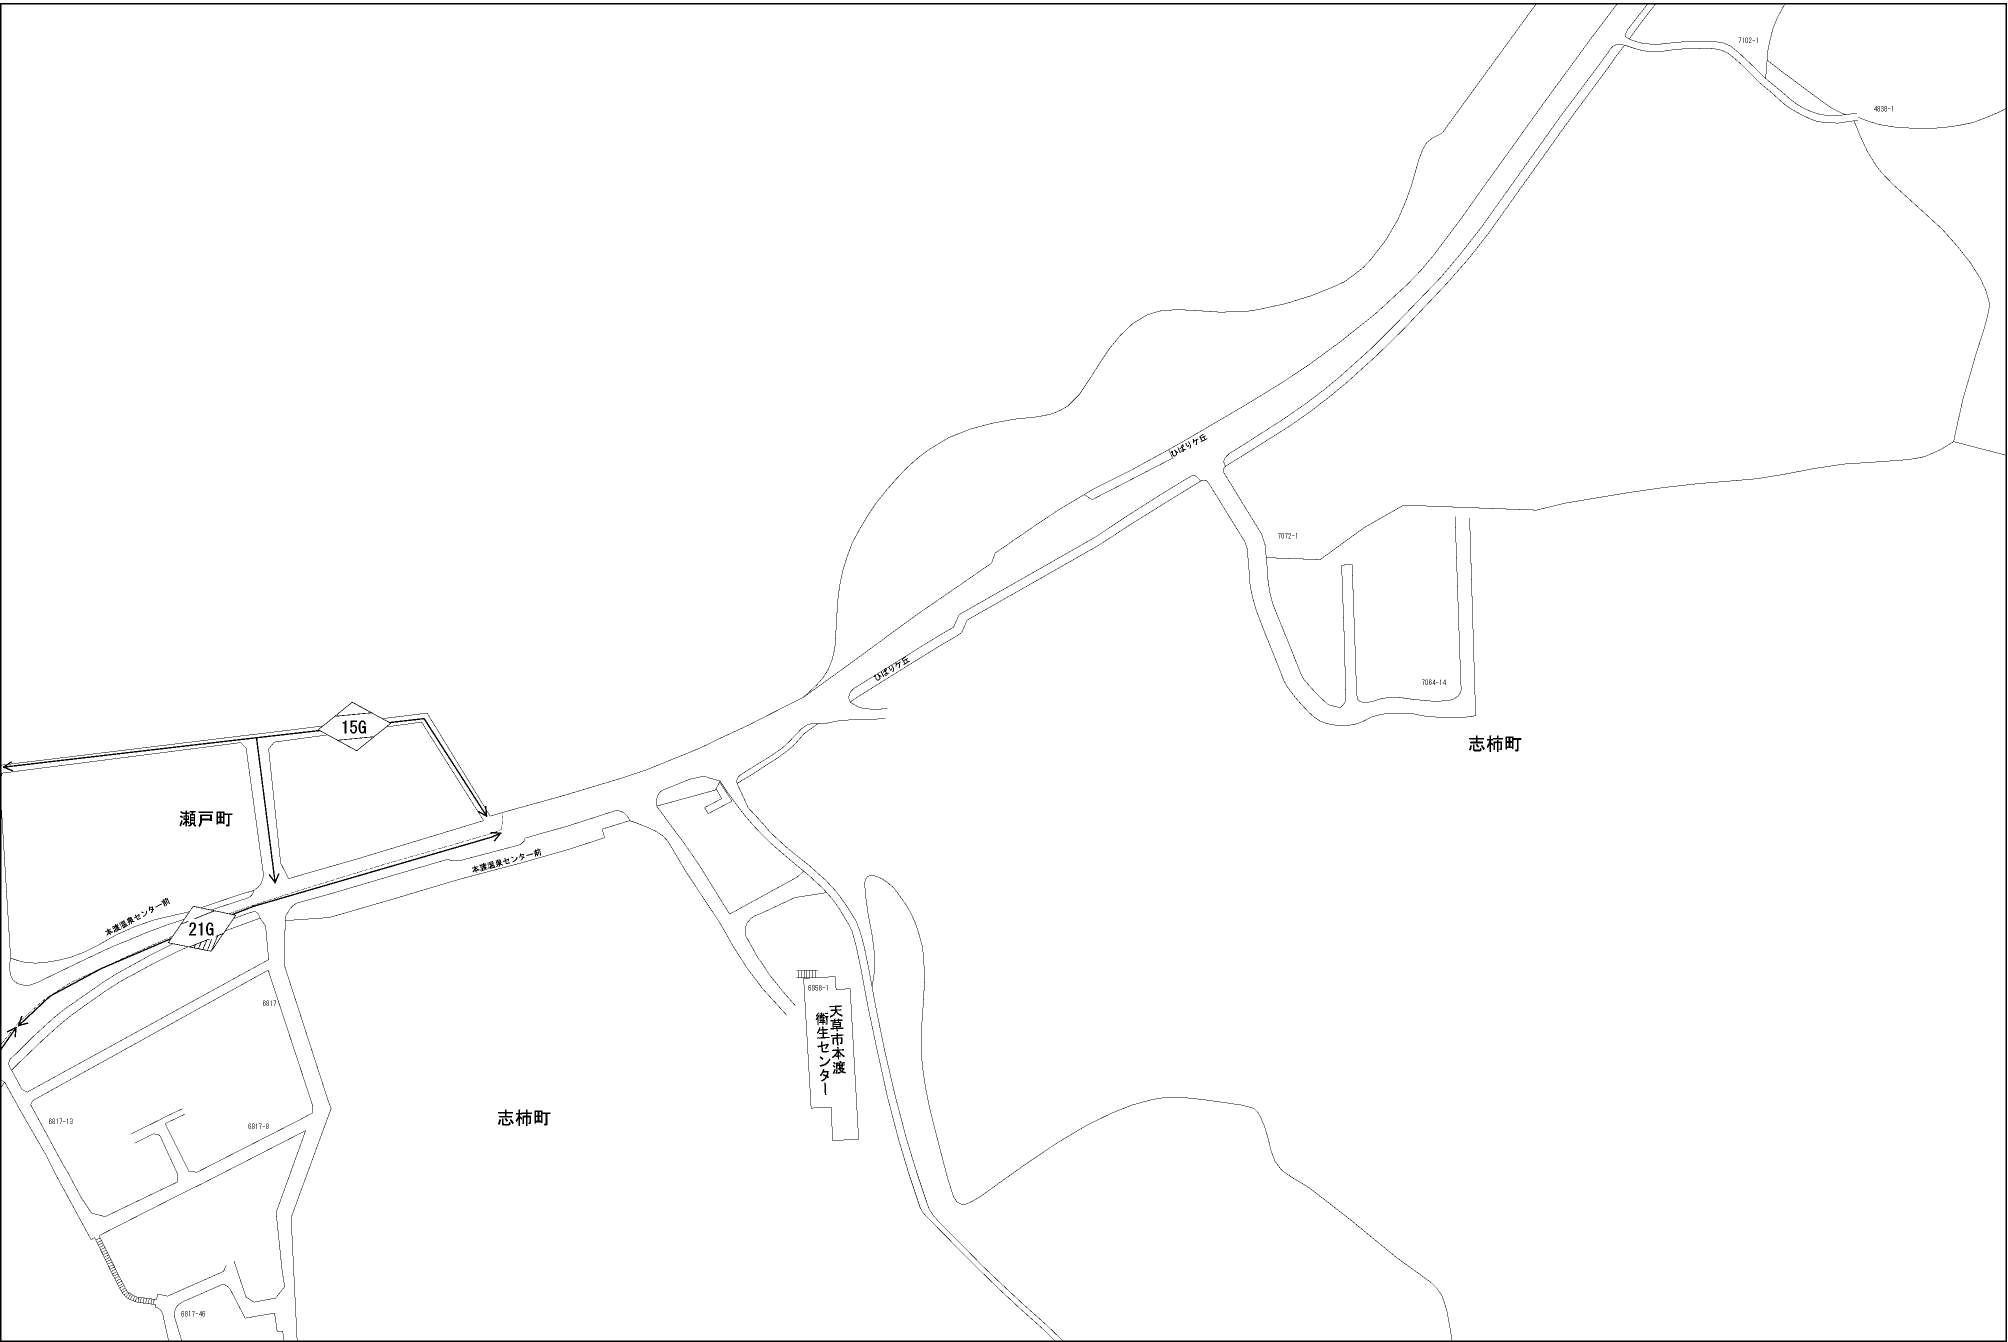 7102-1
4838-1
ひばりケ丘
7072-1
ひばりケ丘
7064-14
15G
志柿町
瀬戸町
本渡温泉センター前
本渡温泉センター前
21G
6958-1
6817
天草市本渡
衛生センター
志柿町
6817-13
6817-8
6817-46